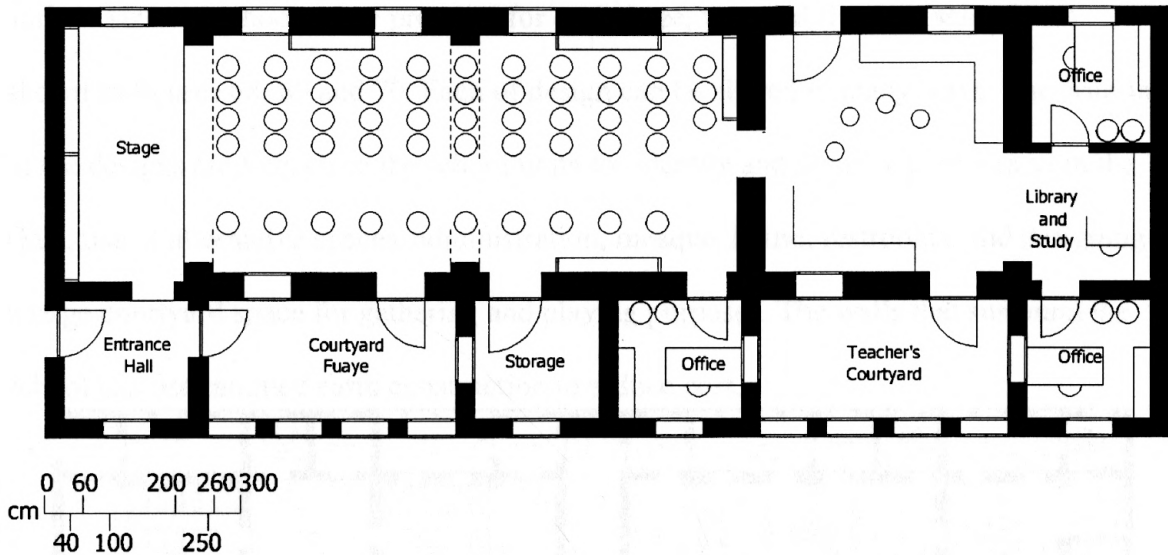 Office
Stage
Library
and
Study
Entrance
Hall
Courtyard
Fuaye
Storage
Office
Teacher's
Courtyard
Office
0 60 200 260 300
cm
40 100 250